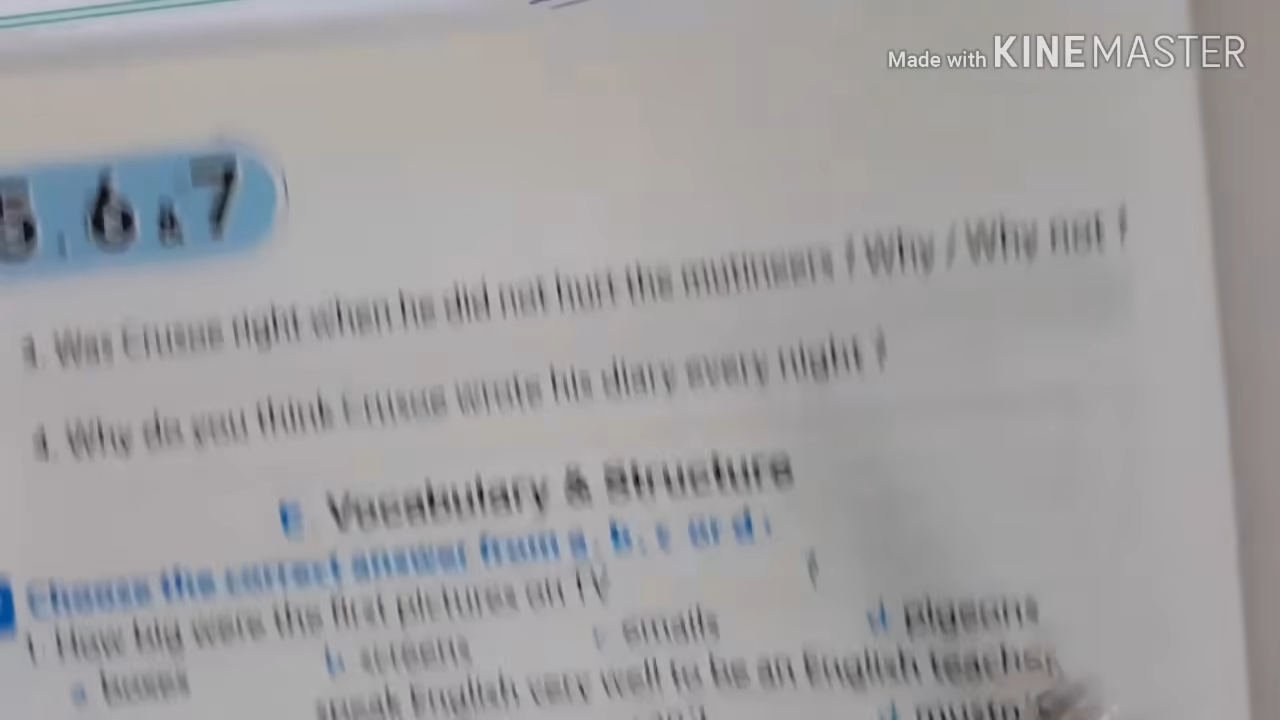 Made with KINEMASTER
5, 6 & 7
3. Was Crusoe right when he did not hurt the mutineers? Why / Why not?
4. Why do you think Crusoe wrote his diary every night?
Vocabulary & Structure
Choose the correct answer from a, b, c or d:
1. How big were the first pictures on TV ?
a. boxes b. screens c. emails d. pigeons
speak English very well to be an English teacher.
d.